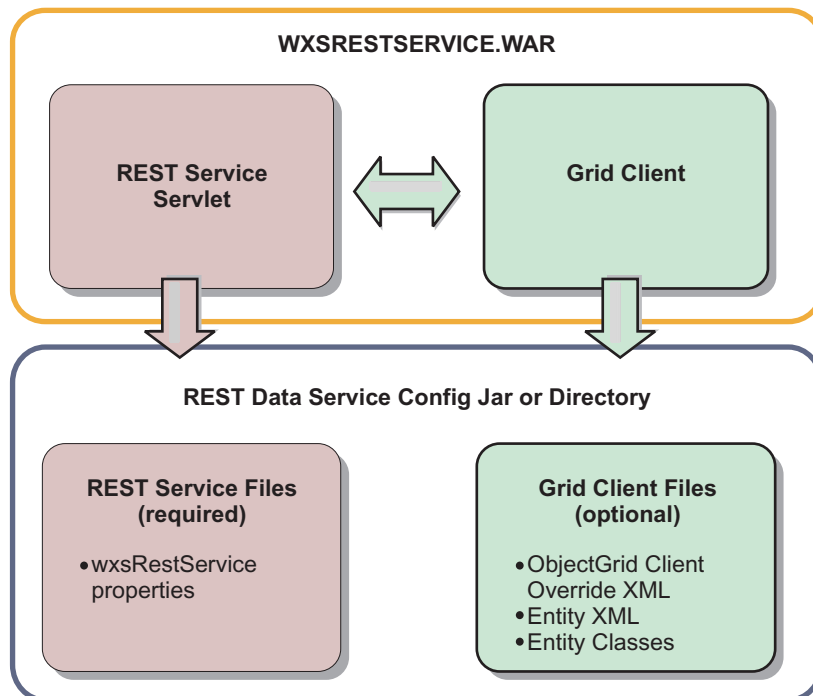 WXSRESTSERVICE.WAR
REST Service
Servlet
Grid Client
REST Data Service Config Jar or Directory
REST Service Files
(required)
•wxsRestService
properties
Grid Client Files
(optional)
•ObjectGrid Client
Override XML
•Entity XML
•Entity Classes